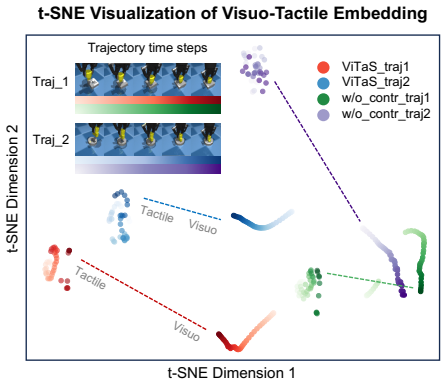 t-SNE Visualization of Visuo-Tactile Embedding
Trajectory time steps
Traj_1
Traj_2
ViTaS_traj1
ViTaS_traj2
w/o_contr_traj1
w/o_contr_traj2
Tactile
Visuo
Tactile
Visuo
t-SNE Dimension 2
t-SNE Dimension 1